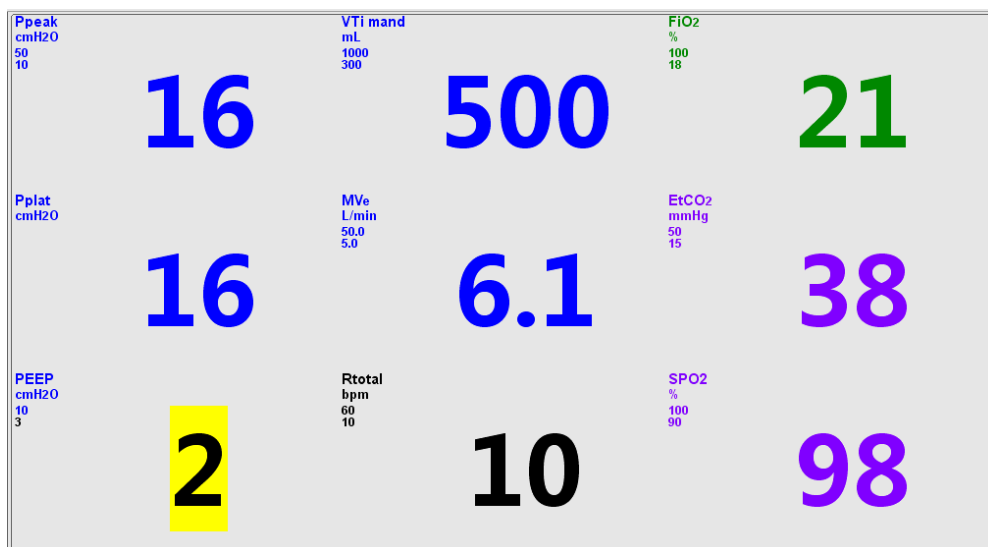 Ppeak
cmH2O
50
10
16
VTi mand
mL
1000
300
500
FiO2
%
100
18
21
Pplat
cmH2O
16
MVe
L/min
50.0
5.0
6.1
EtCO2
mmHg
50
15
38
PEEP
cmH2O
10
3
2
Rtotal
bpm
60
10
10
SPO2
%
100
90
98